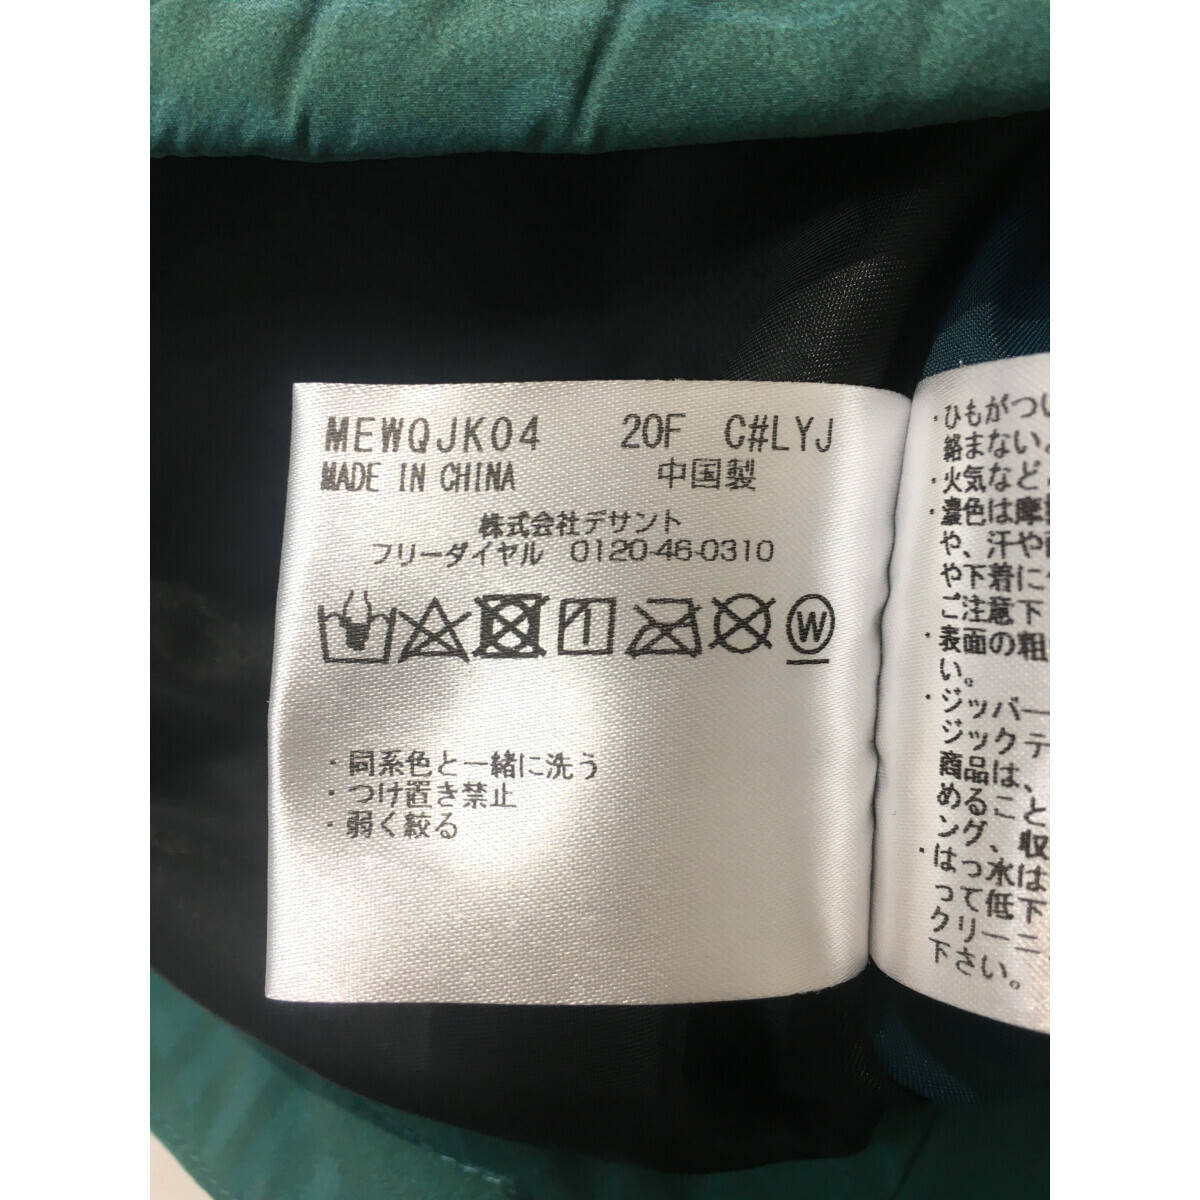 MEWQJK04 20F C#LYJ
MADE IN CHINA 中国製
株式会社デサント
フリーダイヤル 0120-46-0310
W
・同系色と一緒に洗う
・つけ置き禁止
・弱く絞る
・ひもがつい
絡まない
・火気など
・濃色は摩
や、汗や
や下着に
ご注意下
・表面の粗
い。
・ジッパー
ジックテ
商品は、
めること
ング、収
・はっ水は
って低下
クリーニ
下さい。